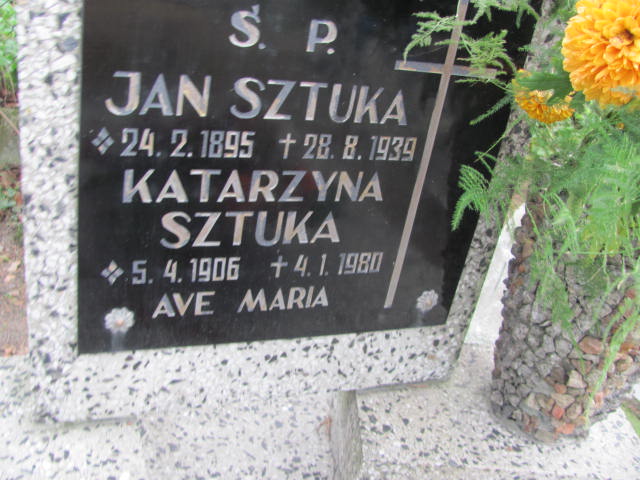 Ś. P.
JAN SZTUKA
24. 2. 1895 + 28. 8. 1939
KATARZYNA
SZTUKA
5. 4. 1906 + 4. 1. 1980
AVE MARIA